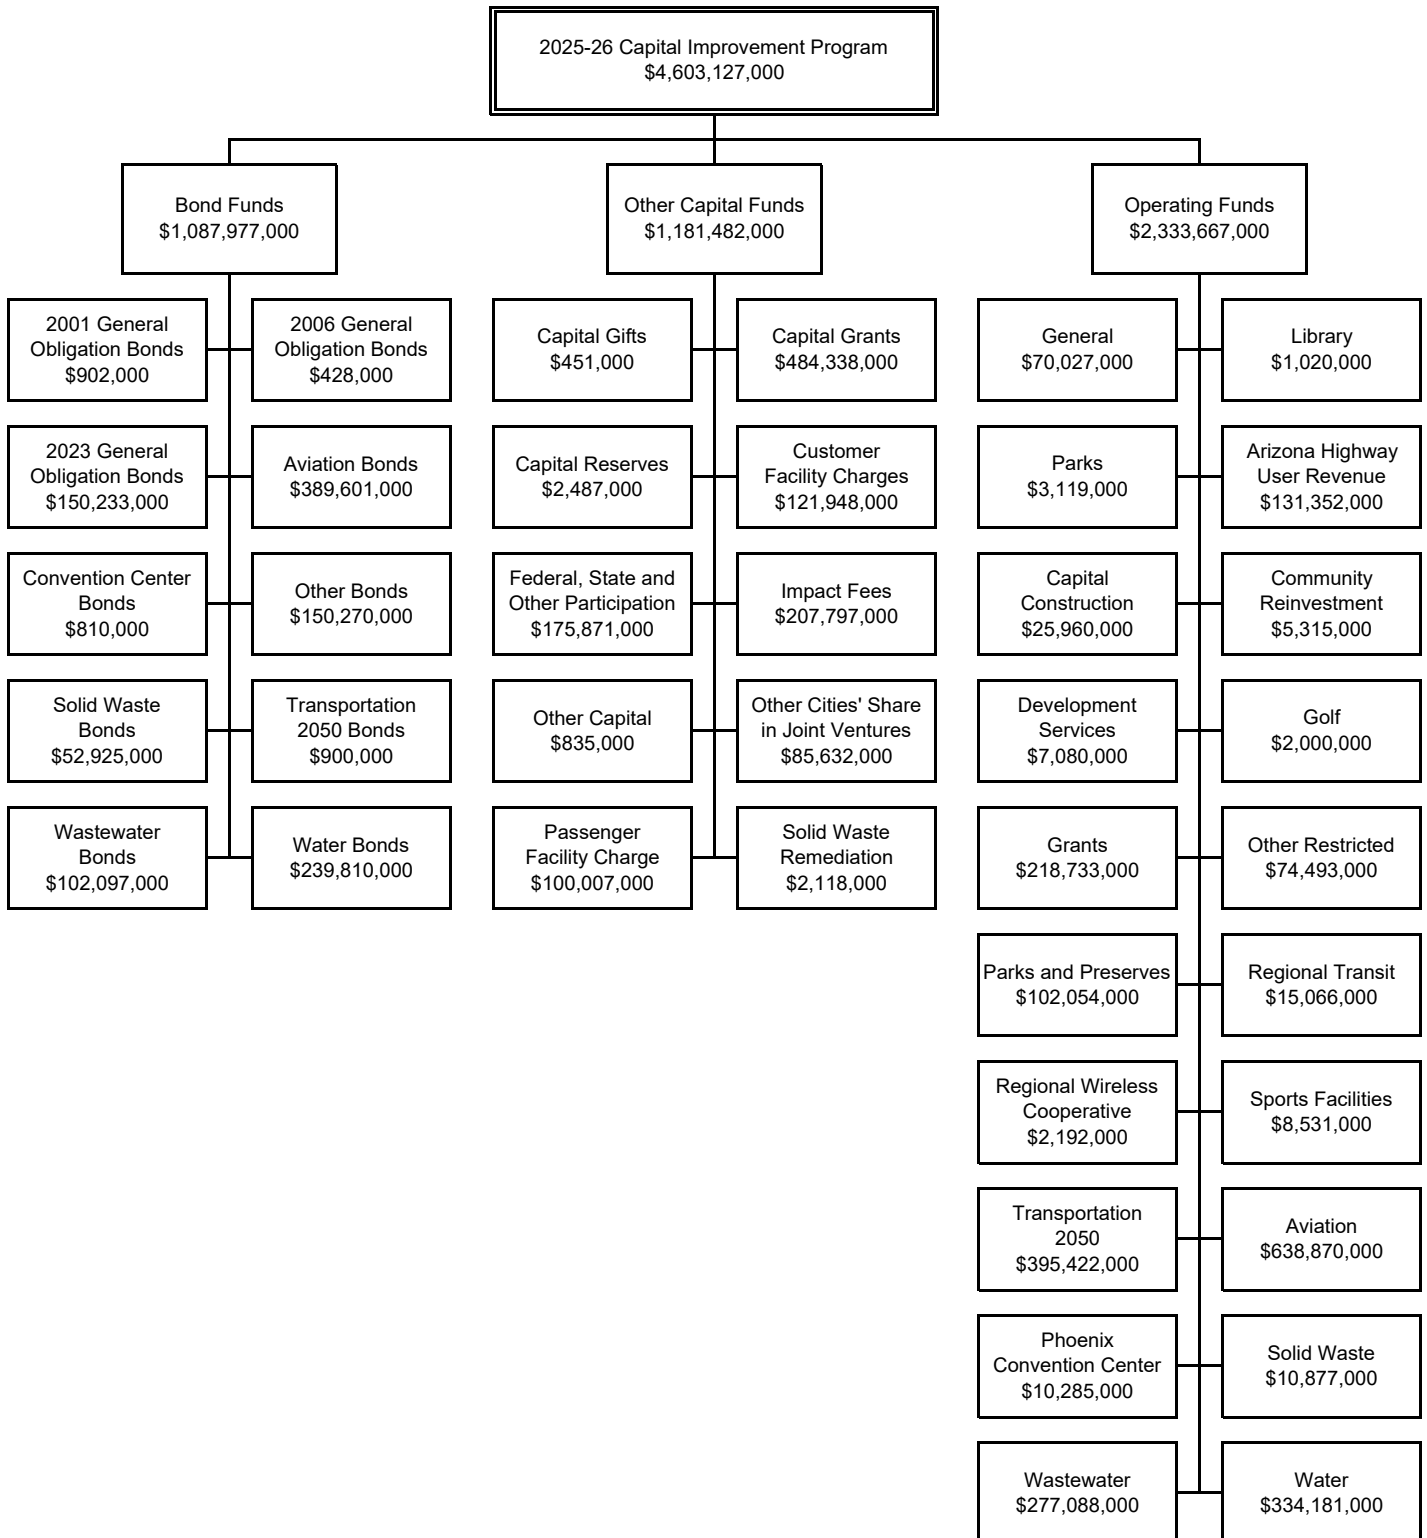 2025-26 Capital Improvement Program
$4,603,127,000
Bond Funds
$1,087,977,000
Other Capital Funds
$1,181,482,000
Operating Funds
$2,333,667,000
2001 General
Obligation Bonds
$902,000
2006 General
Obligation Bonds
$428,000
2023 General
Obligation Bonds
$150,233,000
Aviation Bonds
$389,601,000
Convention Center
Bonds
$810,000
Other Bonds
$150,270,000
Solid Waste
Bonds
$52,925,000
Transportation
2050 Bonds
$900,000
Wastewater
Bonds
$102,097,000
Water Bonds
$239,810,000
Capital Gifts
$451,000
Capital Grants
$484,338,000
Capital Reserves
$2,487,000
Customer
Facility Charges
$121,948,000
Federal, State and
Other Participation
$175,871,000
Impact Fees
$207,797,000
Other Capital
$835,000
Other Cities' Share
in Joint Ventures
$85,632,000
Passenger
Facility Charge
$100,007,000
Solid Waste
Remediation
$2,118,000
General
$70,027,000
Library
$1,020,000
Parks
$3,119,000
Arizona Highway
User Revenue
$131,352,000
Capital
Construction
$25,960,000
Community
Reinvestment
$5,315,000
Development
Services
$7,080,000
Golf
$2,000,000
Grants
$218,733,000
Other Restricted
$74,493,000
Parks and Preserves
$102,054,000
Regional Transit
$15,066,000
Regional Wireless
Cooperative
$2,192,000
Sports Facilities
$8,531,000
Transportation
2050
$395,422,000
Aviation
$638,870,000
Phoenix
Convention Center
$10,285,000
Solid Waste
$10,877,000
Wastewater
$277,088,000
Water
$334,181,000